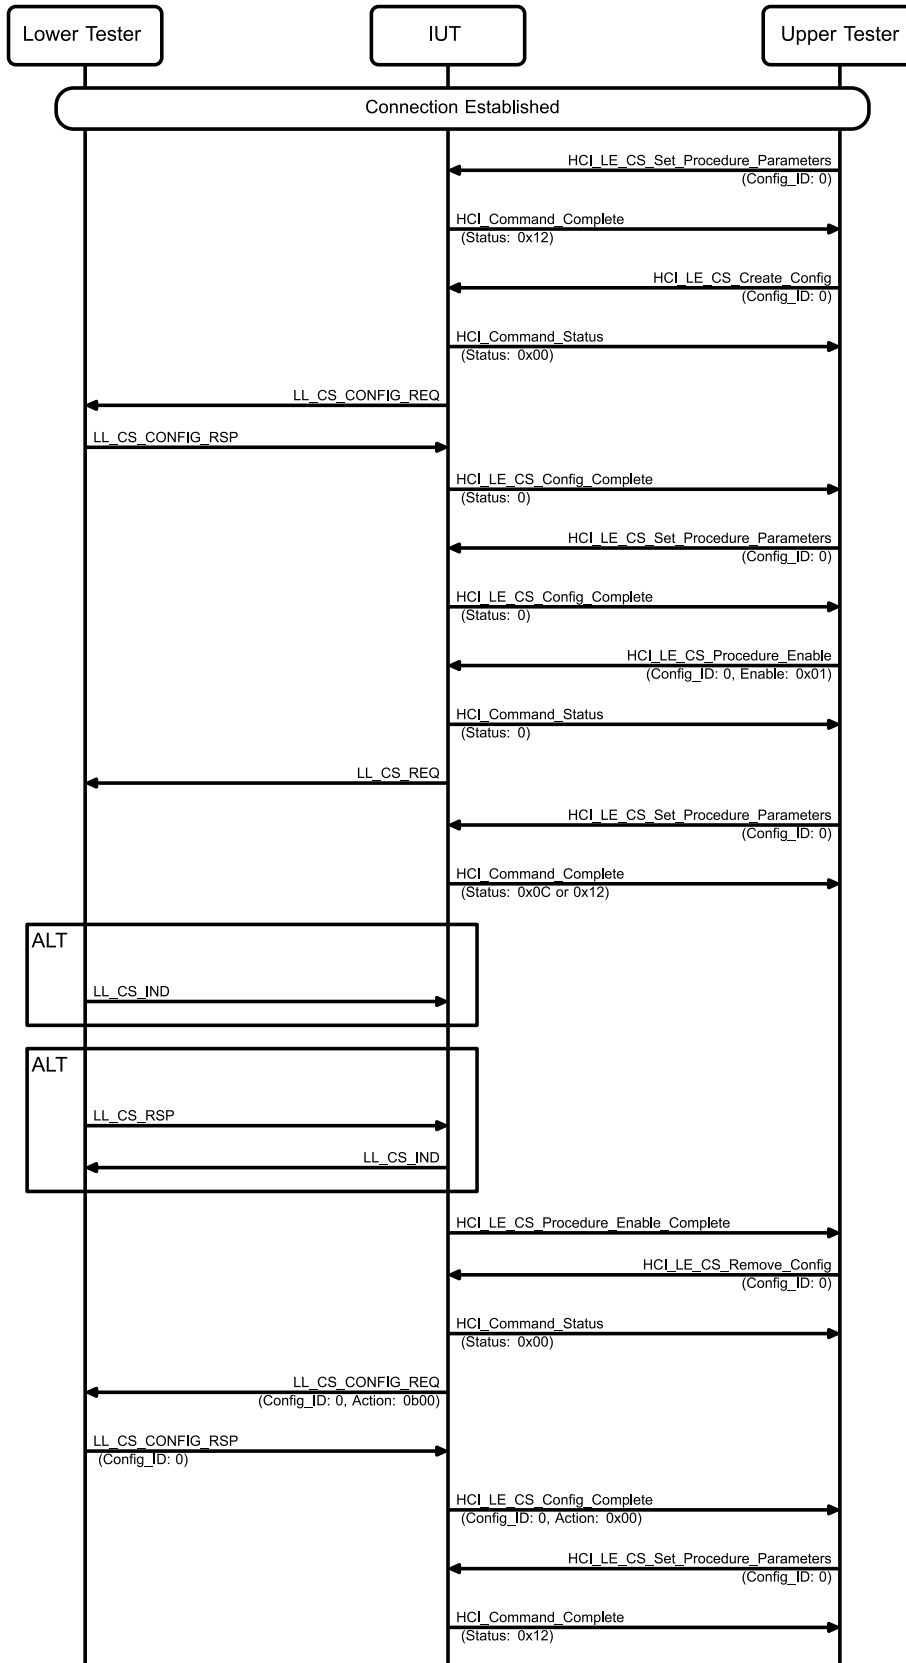 Lower Tester
IUT
Upper Tester
Connection Established
HCI_LE_CS_Set_Procedure_Parameters
(Config_ID: 0)
HCI_Command_Complete
(Status: 0x12)
HCI_LE_CS_Create_Config
(Config_ID: 0)
HCI_Command_Status
(Status: 0x00)
LL_CS_CONFIG_REQ
LL_CS_CONFIG_RSP
HCI_LE_CS_Config_Complete
(Status: 0)
HCI_LE_CS_Set_Procedure_Parameters
(Config_ID: 0)
HCI_LE_CS_Config_Complete
(Status: 0)
HCI_LE_CS_Procedure_Enable
(Config_ID: 0, Enable: 0x01)
HCI_Command_Status
(Status: 0)
LL_CS_REQ
HCI_LE_CS_Set_Procedure_Parameters
(Config_ID: 0)
HCI_Command_Complete
(Status: 0x0C or 0x12)
ALT
LL_CS_IND
ALT
LL_CS_RSP
LL_CS_IND
HCI_LE_CS_Procedure_Enable_Complete
HCI_LE_CS_Remove_Config
(Config_ID: 0)
HCI_Command_Status
(Status: 0x00)
LL_CS_CONFIG_REQ
(Config_ID: 0, Action: 0b00)
LL_CS_CONFIG_RSP
(Config_ID: 0)
HCI_LE_CS_Config_Complete
(Config_ID: 0, Action: 0x00)
HCI_LE_CS_Set_Procedure_Parameters
(Config_ID: 0)
HCI_Command_Complete
(Status: 0x12)